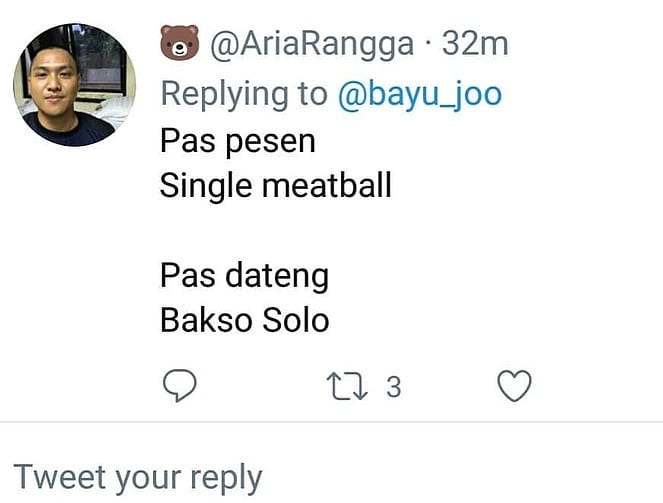 @AriaRangga · 32m
Replying to @bayu_joo
Pas pesen
Single meatball
Pas dateng
Bakso Solo
3
Tweet your reply